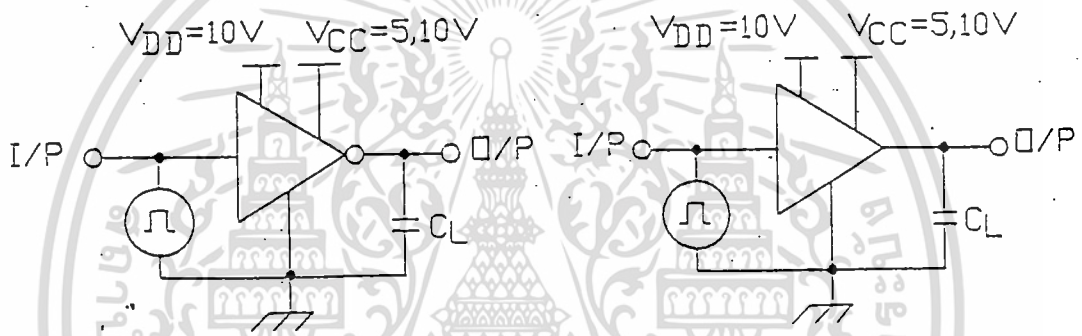 VDD=10V VCC=5,10V
I/P O/P
CL
VDD=10V VCC=5,10V
I/P O/P
CL